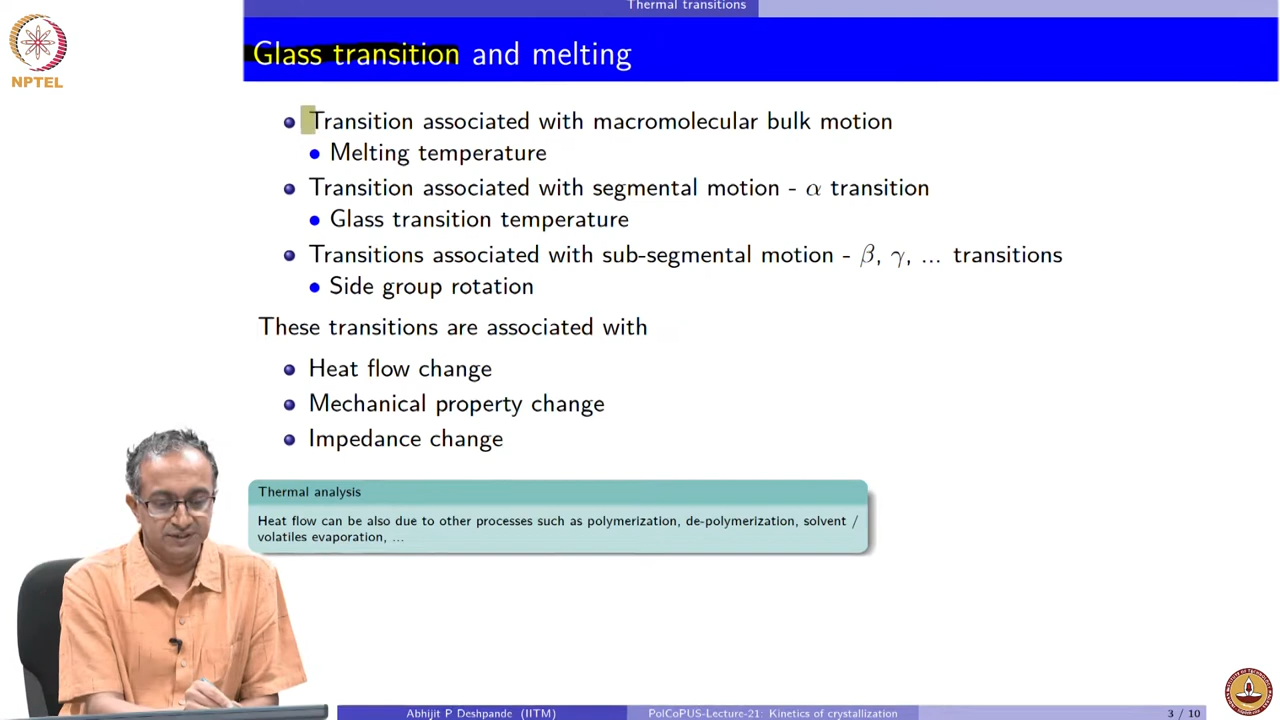 Thermal transitions
NPTEL
Glass transition and melting
Transition associated with macromolecular bulk motion
Melting temperature
Transition associated with segmental motion - α transition
Glass transition temperature
Transitions associated with sub-segmental motion - β, γ, ... transitions
Side group rotation
These transitions are associated with
Heat flow change
Mechanical property change
Impedance change
Thermal analysis
Heat flow can be also due to other processes such as polymerization, de-polymerization, solvent /
volatiles evaporation, ...
Abhijit P Deshpande (IITM) PolCoPUS-Lecture-21: Kinetics of crystallization 3 / 10